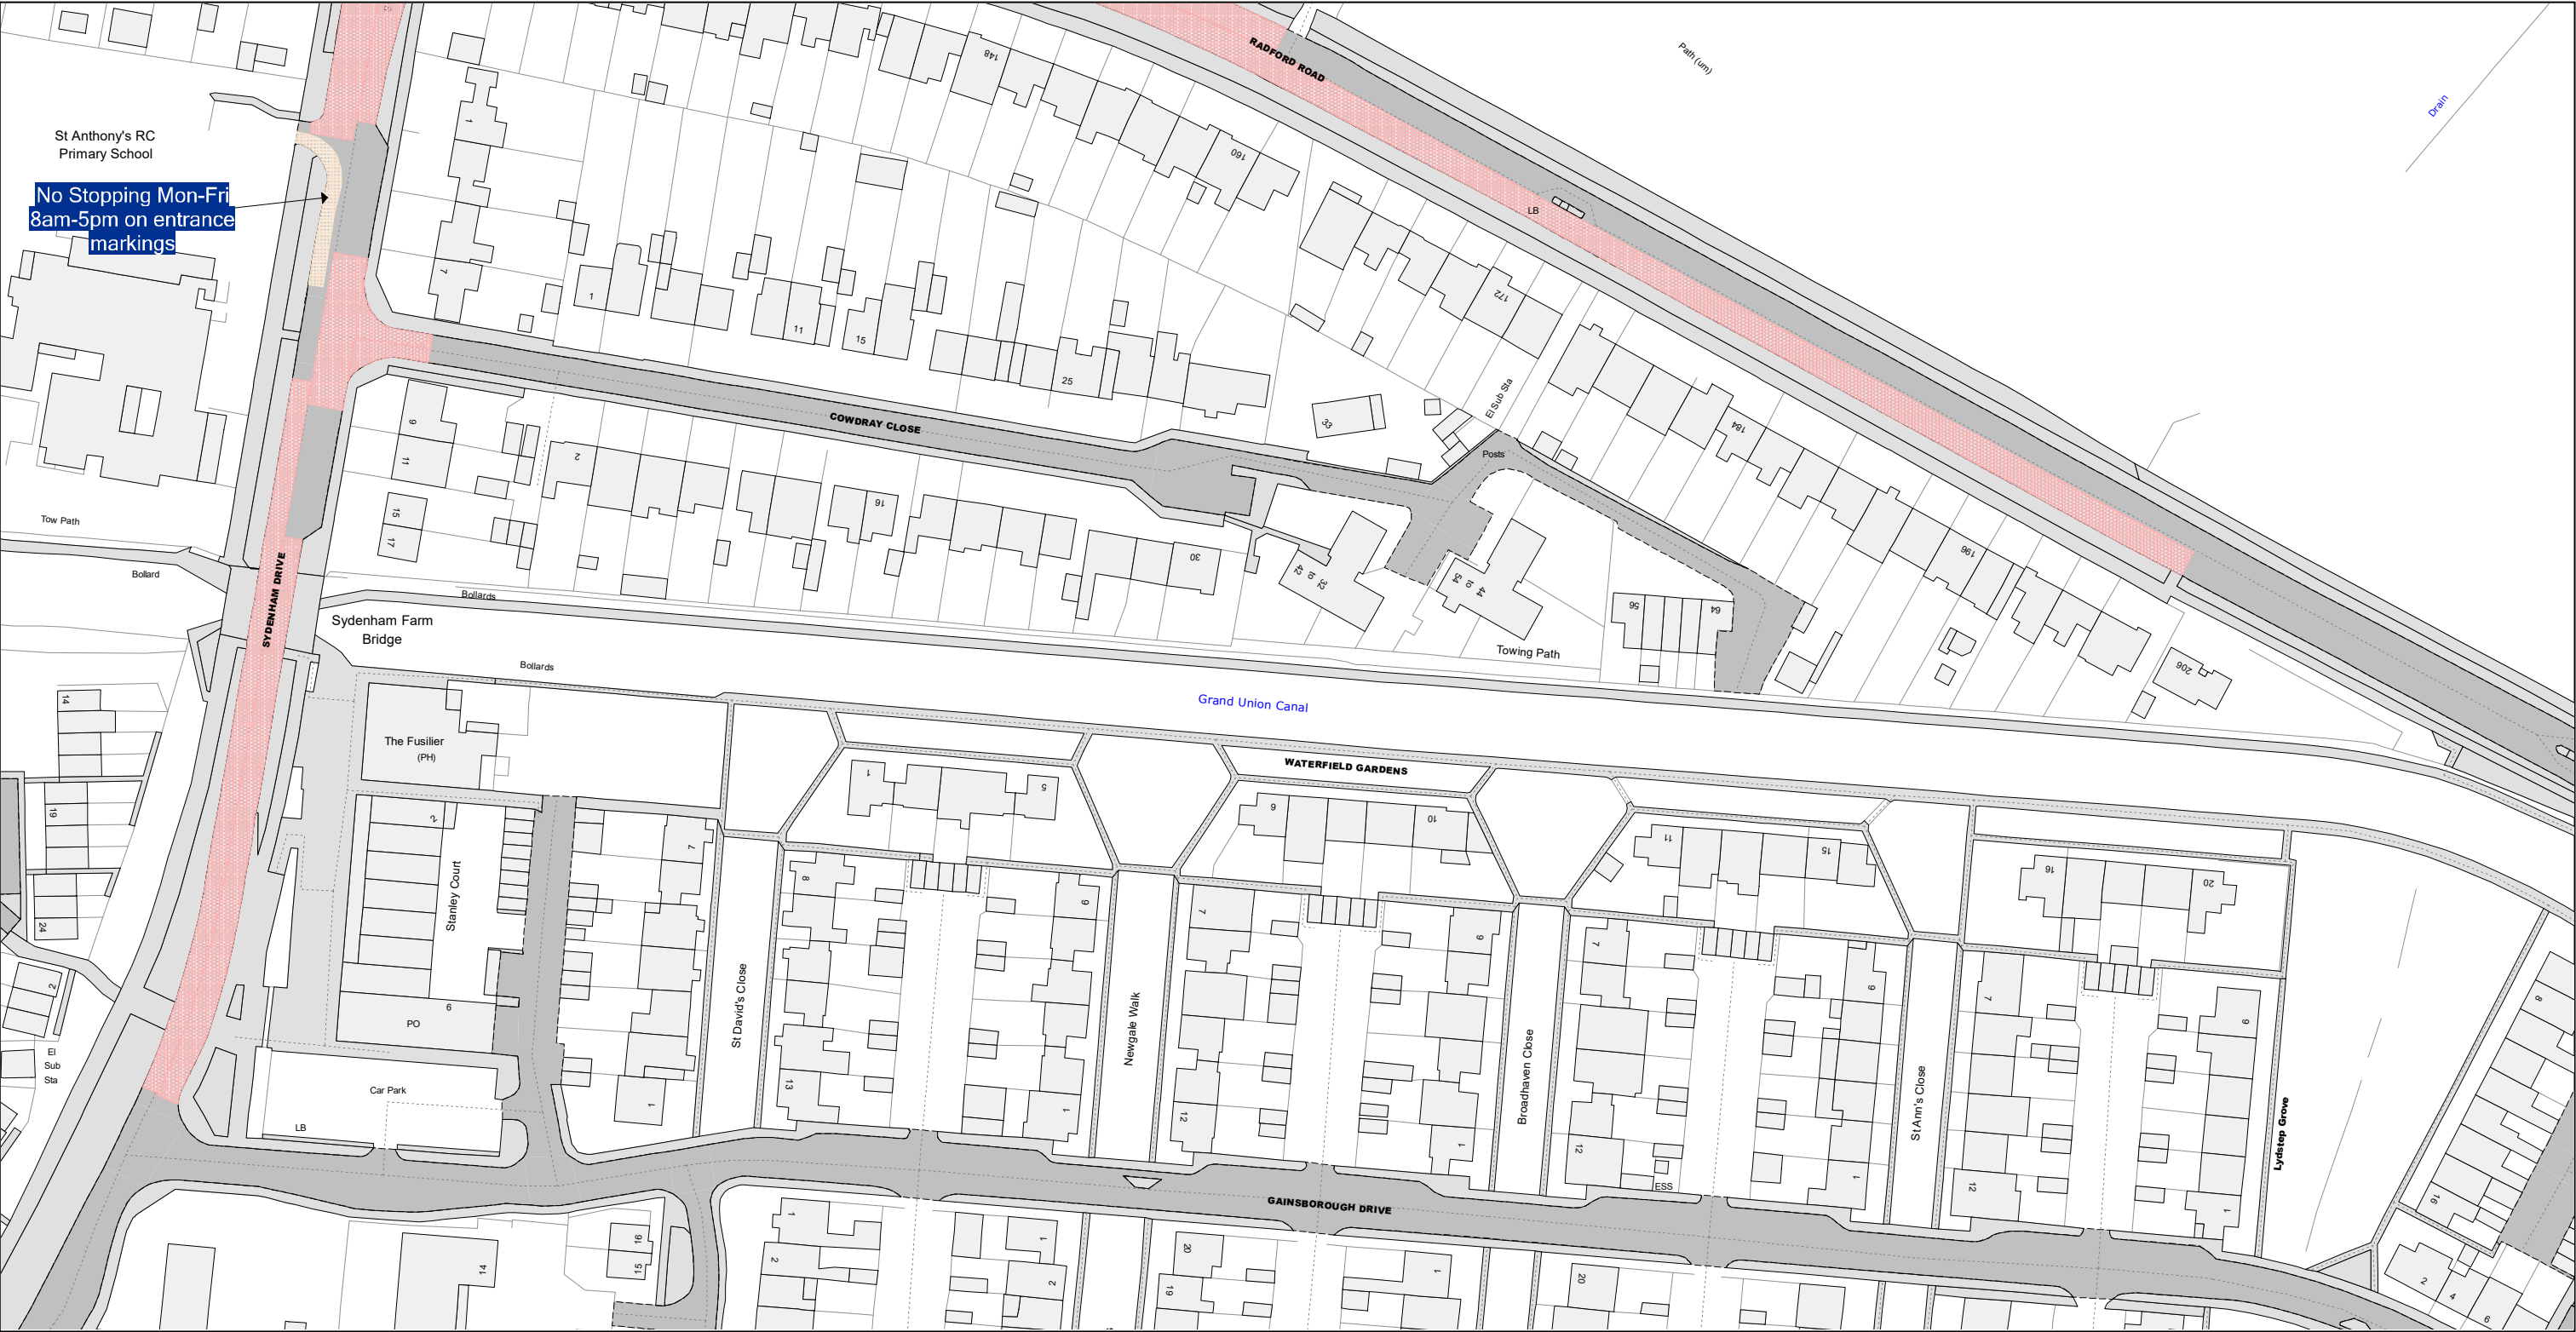 RADFORD ROAD
Path (um)
Drain
148
160
St Anthony's RC
Primary School
No Stopping Mon-Fri
8am-5pm on entrance
markings
1
7
LB
172
1
11
15
25
33
El Sub Sta
184
COWDRAY CLOSE
Posts
9
11
15
17
2
16
30
32
to
42
44
to
54
56
64
196
206
Tow Path
Bollard
SYDENHAM DRIVE
Bollards
Sydenham Farm
Bridge
Bollards
Towing Path
Grand Union Canal
14
19
24
2
El
Sub
Sta
The Fusilier
(PH)
2
Stanley Court
6
PO
Car Park
LB
7
1
St David's Close
WATERFIELD GARDENS
1
5
6
10
11
15
16
20
8
13
6
1
Newgale Walk
7
12
6
1
Broadhaven Close
7
12
6
1
ESS
St Ann's Close
7
12
6
1
Lydstep Grove
8
16
GAINSBOROUGH DRIVE
14
16
15
1
2
1
2
20
19
1
20
2
4
6